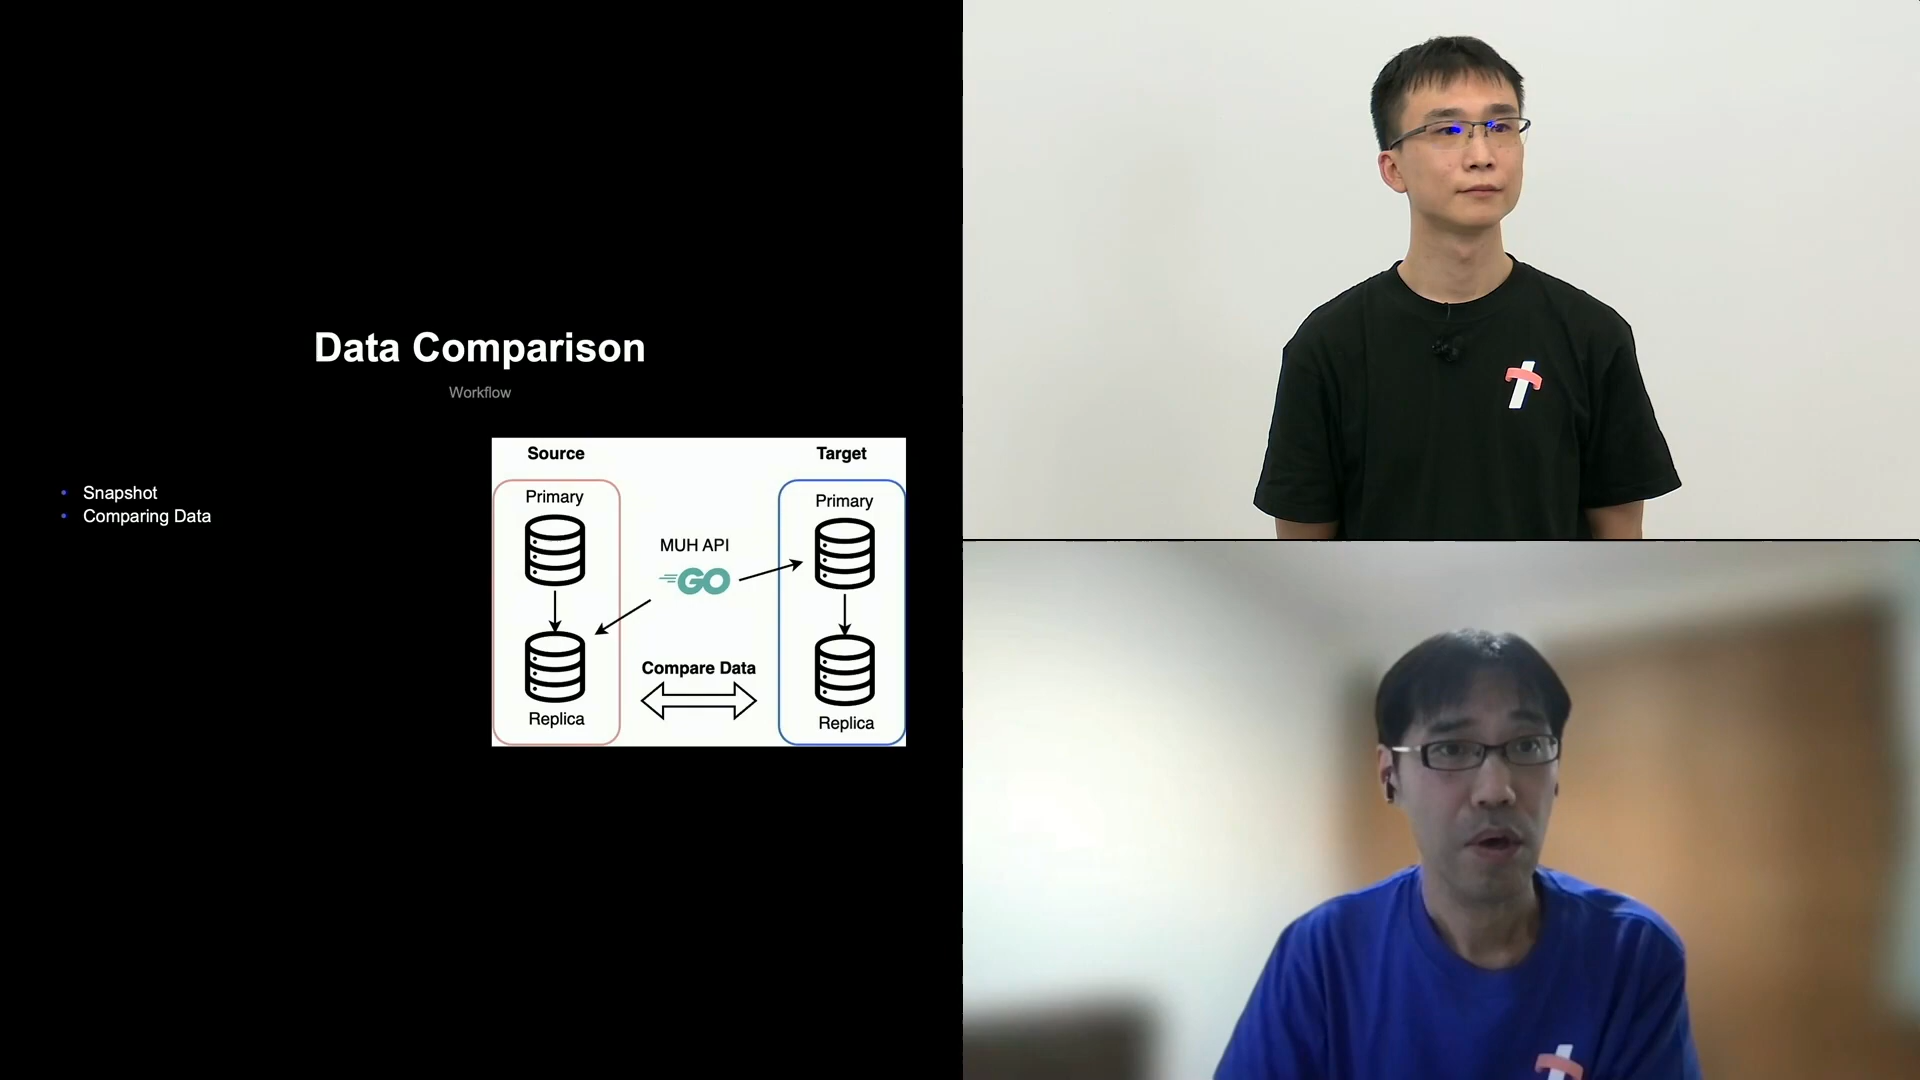 Data Comparison
Workflow
Snapshot
Comparing Data
Source
Target
Primary
Primary
MUH API
GO
Compare Data
Replica
Replica